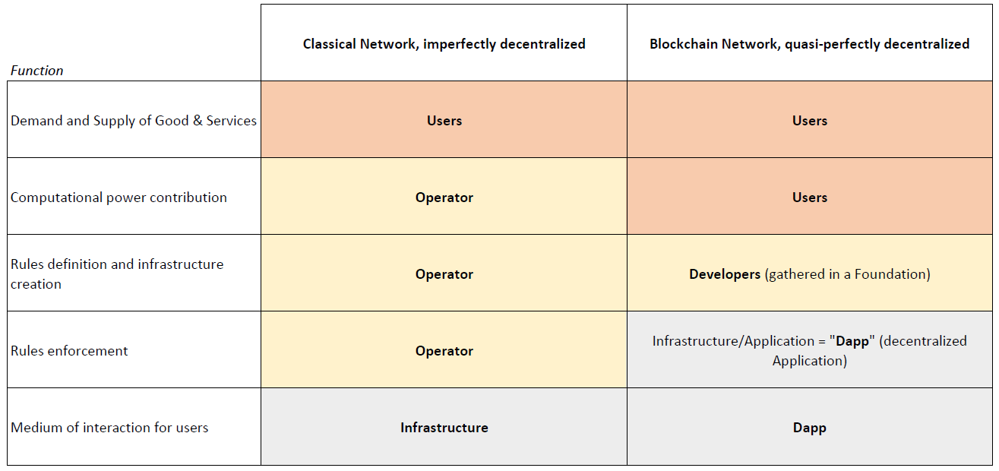 Classical Network, imperfectly decentralized
Blockchain Network, quasi-perfectly decentralized
Function
Demand and Supply of Good & Services
Users
Users
Computational power contribution
Operator
Users
Rules definition and infrastructure
creation
Operator
Developers (gathered in a Foundation)
Rules enforcement
Operator
Infrastructure/Application = "Dapp" (decentralized
Application)
Medium of interaction for users
Infrastructure
Dapp